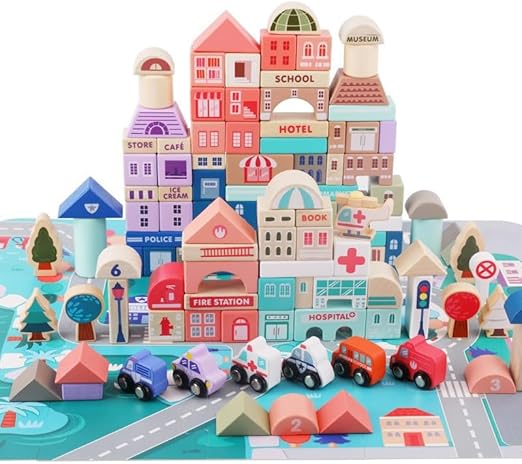 MUSEUM
SCHOOL
HOTEL
STORE
CAFÉ
ICE
CREAM
BOOK
POLICE
6
FIRE STATION
HOSPITAL
3
2